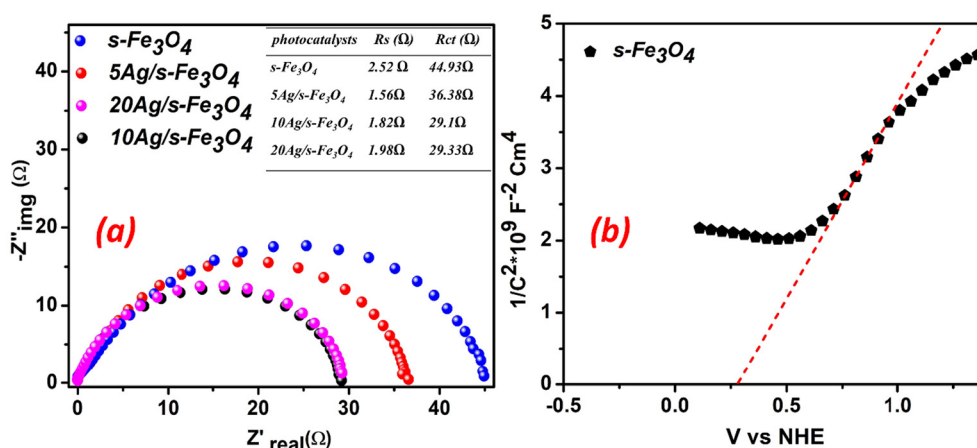 s-Fe3O4
5Ag/s-Fe3O4
20Ag/s-Fe3O4
10Ag/s-Fe3O4
photocatalysts Rs (Ω) Rct (Ω)
s-Fe3O4 2.52 Ω 44.93Ω
5Ag/s-Fe3O4 1.56Ω 36.38Ω
10Ag/s-Fe3O4 1.82Ω 29.1Ω
20Ag/s-Fe3O4 1.98Ω 29.33Ω
(a)
-Z''img (Ω)
40
30
20
10
0
0 10 20 30 40
Z' real(Ω)
s-Fe3O4
(b)
1/C²*10⁹ F⁻² Cm⁴
5
4
3
2
1
0
-0.5 0.0 0.5 1.0
V vs NHE